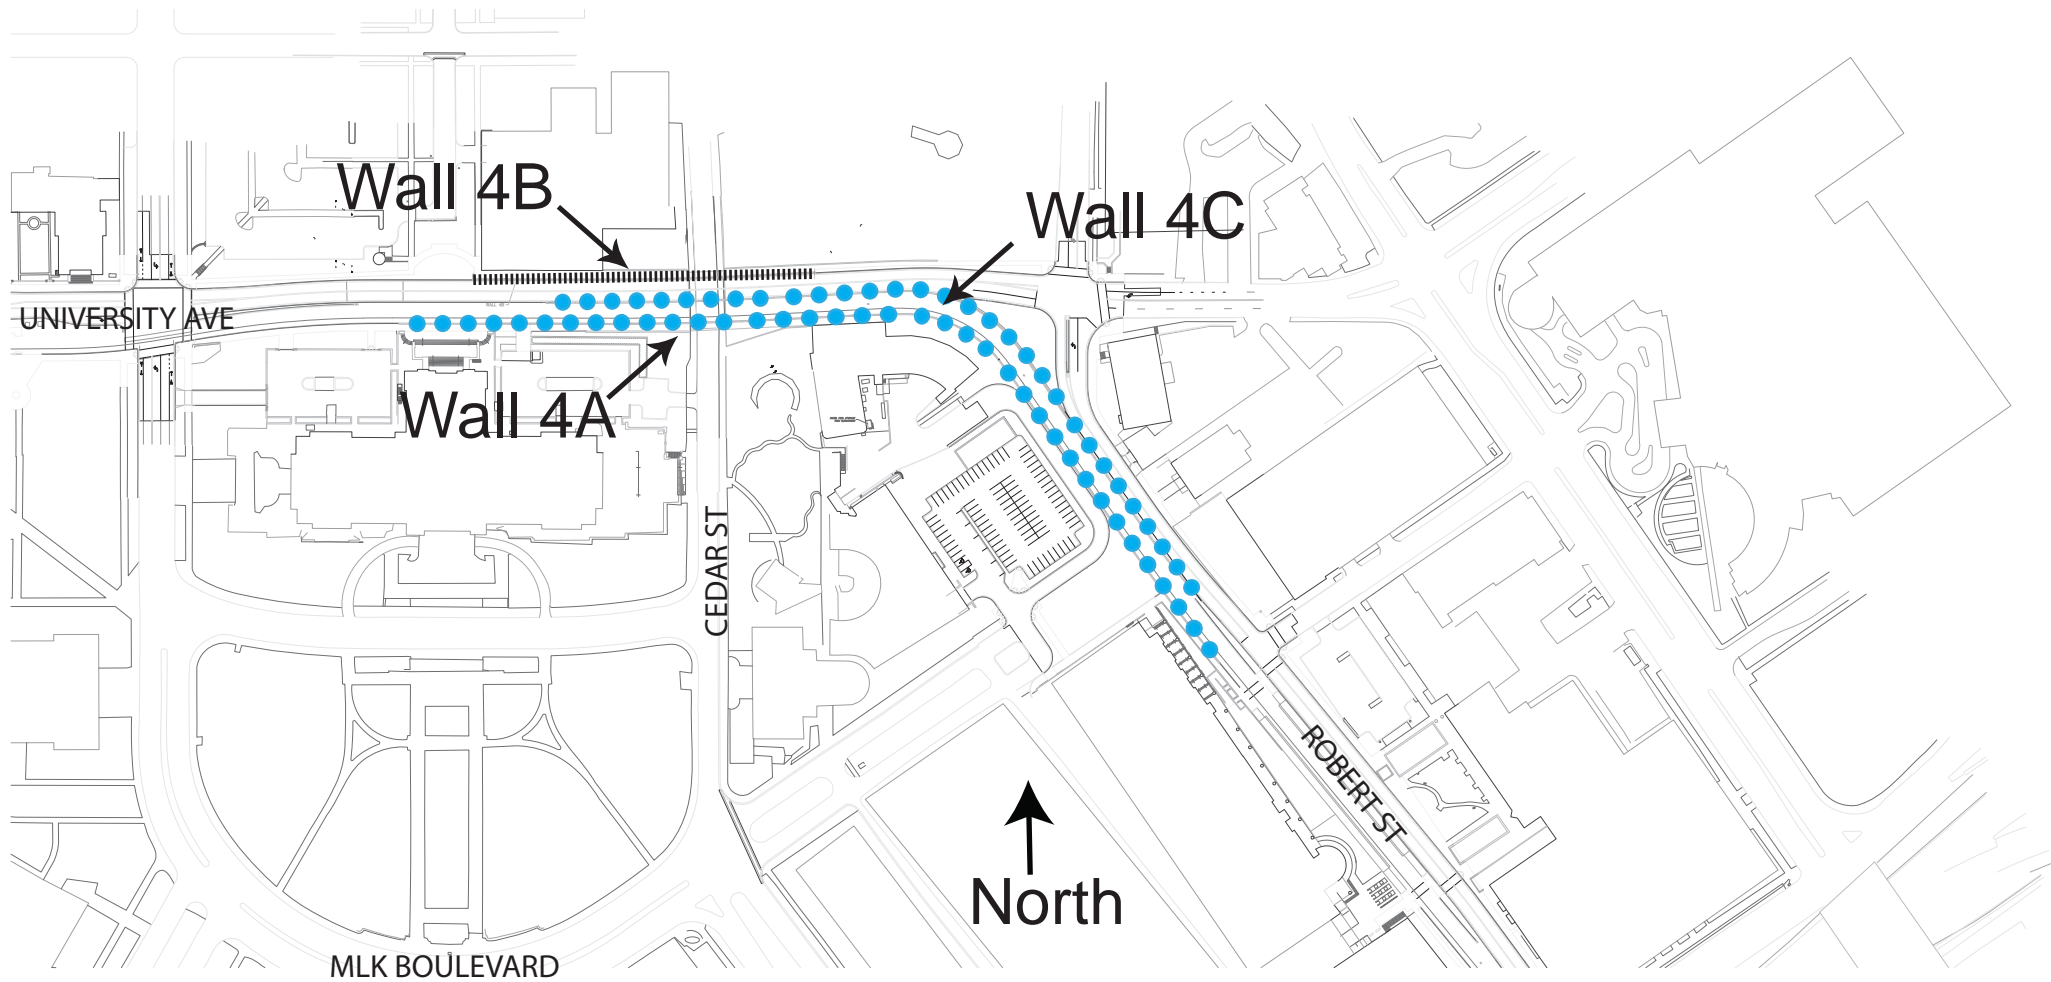 Wall 4B
Wall 4C
UNIVERSITY AVE
Wall 4A
CEDAR ST
ROBERT ST
North
MLK BOULEVARD